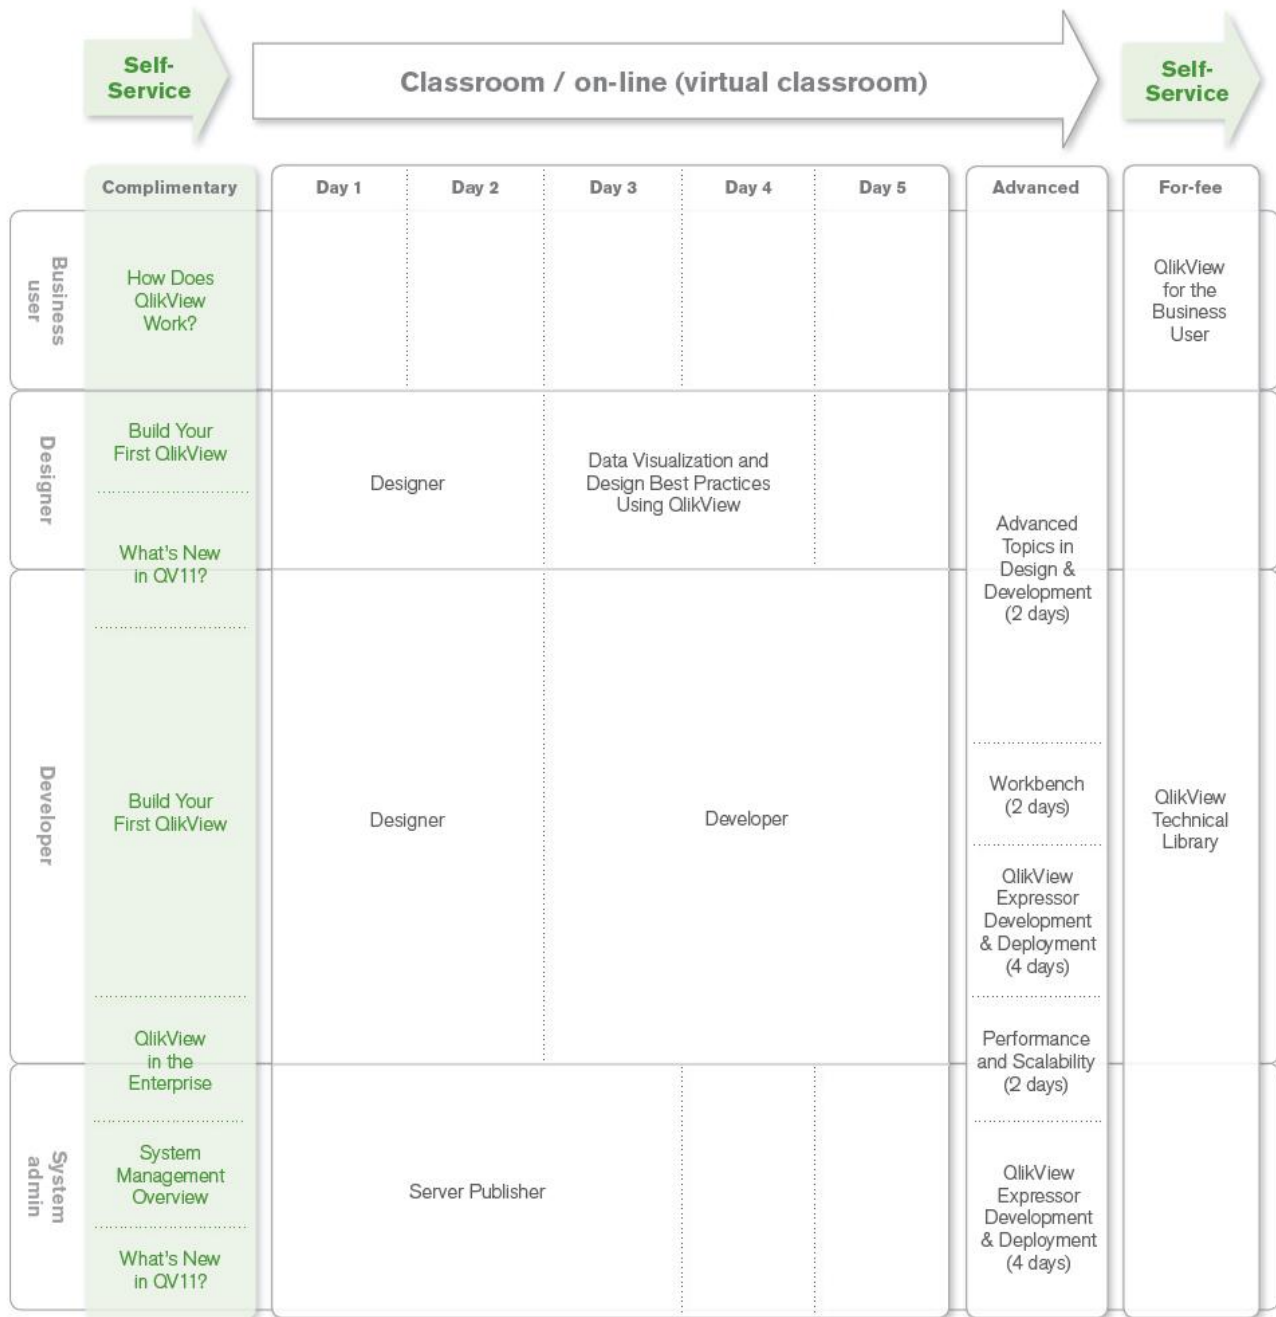 Self-
Service
Classroom / on-line (virtual classroom)
Self-
Service
Complimentary
Day 1
Day 2
Day 3
Day 4
Day 5
Advanced
For-fee
Business
user
How Does
QlikView
Work?
QlikView
for the
Business
User
Designer
Build Your
First QlikView
What's New
in QV11?
Designer
Data Visualization and
Design Best Practices
Using QlikView
Advanced
Topics in
Design &
Development
(2 days)
Developer
Build Your
First QlikView
Designer
Developer
Workbench
(2 days)
QlikView
Expressor
Development
& Deployment
(4 days)
QlikView
Technical
Library
QlikView
in the
Enterprise
Performance
and Scalability
(2 days)
System
admin
System
Management
Overview
What's New
in QV11?
Server Publisher
QlikView
Expressor
Development
& Deployment
(4 days)